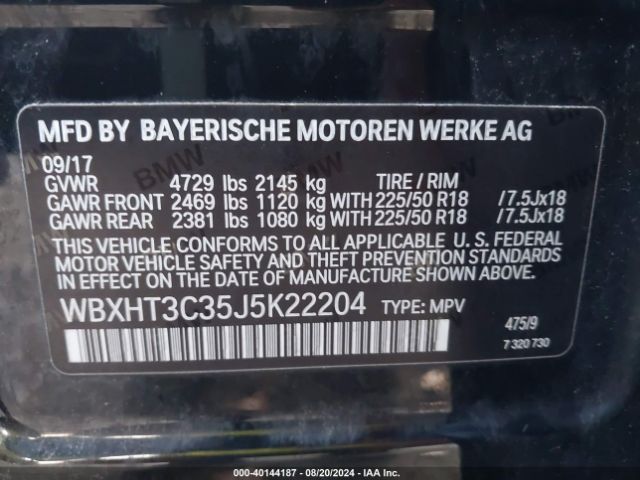 MFD BY BAYERISCHE MOTOREN WERKE AG
09/17
GVWR 4729 lbs 2145 kg TIRE / RIM
GAWR FRONT 2469 lbs 1120 kg WITH 225/50 R18 /7.5Jx18
GAWR REAR 2381 lbs 1080 kg WITH 225/50 R18 /7.5Jx18
THIS VEHICLE CONFORMS TO ALL APPLICABLE U. S. FEDERAL
MOTOR VEHICLE SAFETY AND THEFT PREVENTION STANDARDS
IN EFFECT ON THE DATE OF MANUFACTURE SHOWN ABOVE.
WBXHT3C35J5K22204 TYPE: MPV
475/9
7 320 730
000-40144187 - 08/20/2024 - IAA Inc.